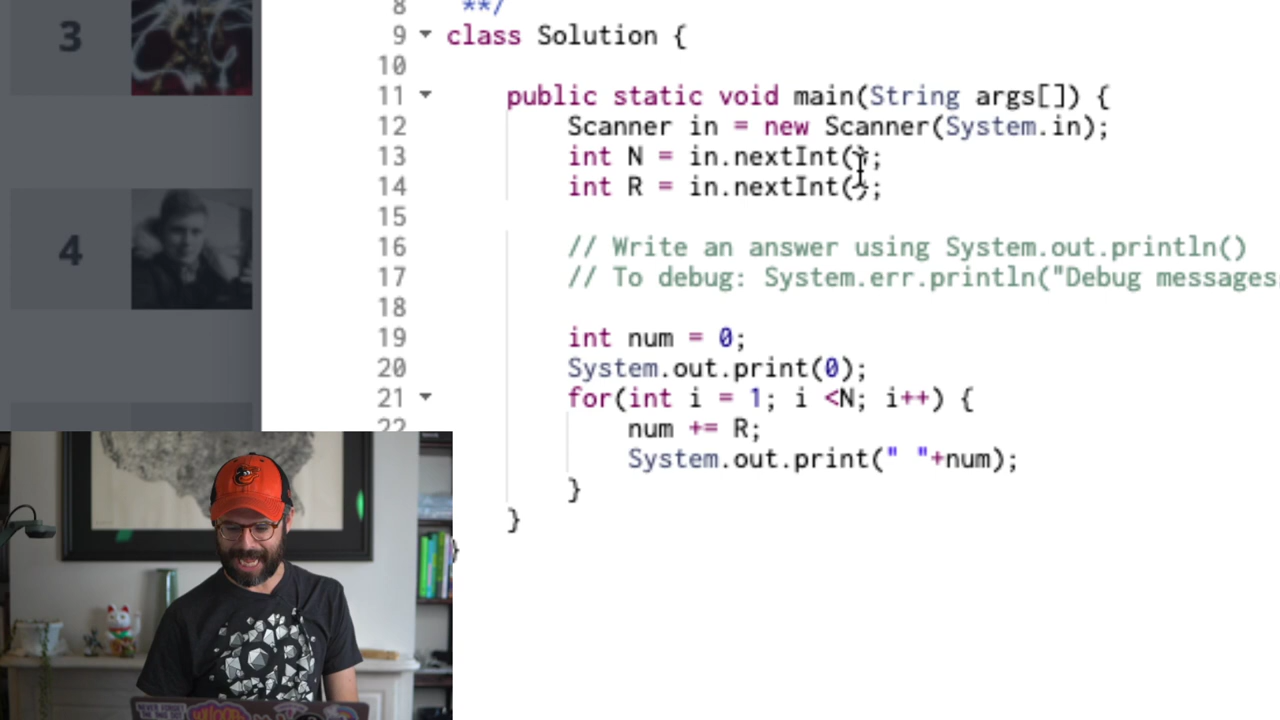 3
4
8 **/
9 class Solution {
10
11 public static void main(String args[]) {
12 Scanner in = new Scanner(System.in);
13 int N = in.nextInt();
14 int R = in.nextInt();
15
16 // Write an answer using System.out.println()
17 // To debug: System.err.println("Debug messages
18
19 int num = 0;
20 System.out.print(0);
21 for(int i = 1; i <N; i++) {
22 num += R;
System.out.print(" "+num);
}
}
}
NEVER FORGET